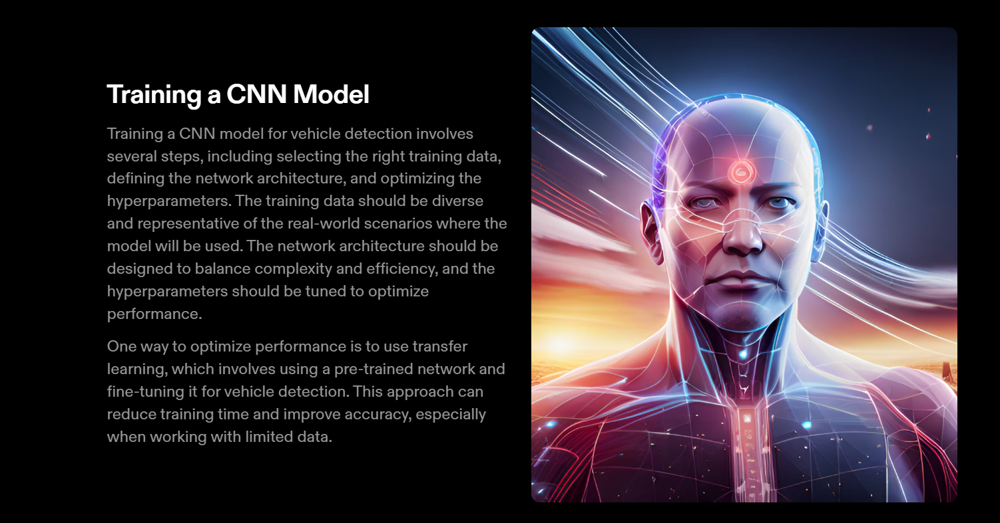 Training a CNN Model
Training a CNN model for vehicle detection involves
several steps, including selecting the right training data,
defining the network architecture, and optimizing the
hyperparameters. The training data should be diverse
and representative of the real-world scenarios where the
model will be used. The network architecture should be
designed to balance complexity and efficiency, and the
hyperparameters should be tuned to optimize
performance.
One way to optimize performance is to use transfer
learning, which involves using a pre-trained network and
fine-tuning it for vehicle detection. This approach can
reduce training time and improve accuracy, especially
when working with limited data.